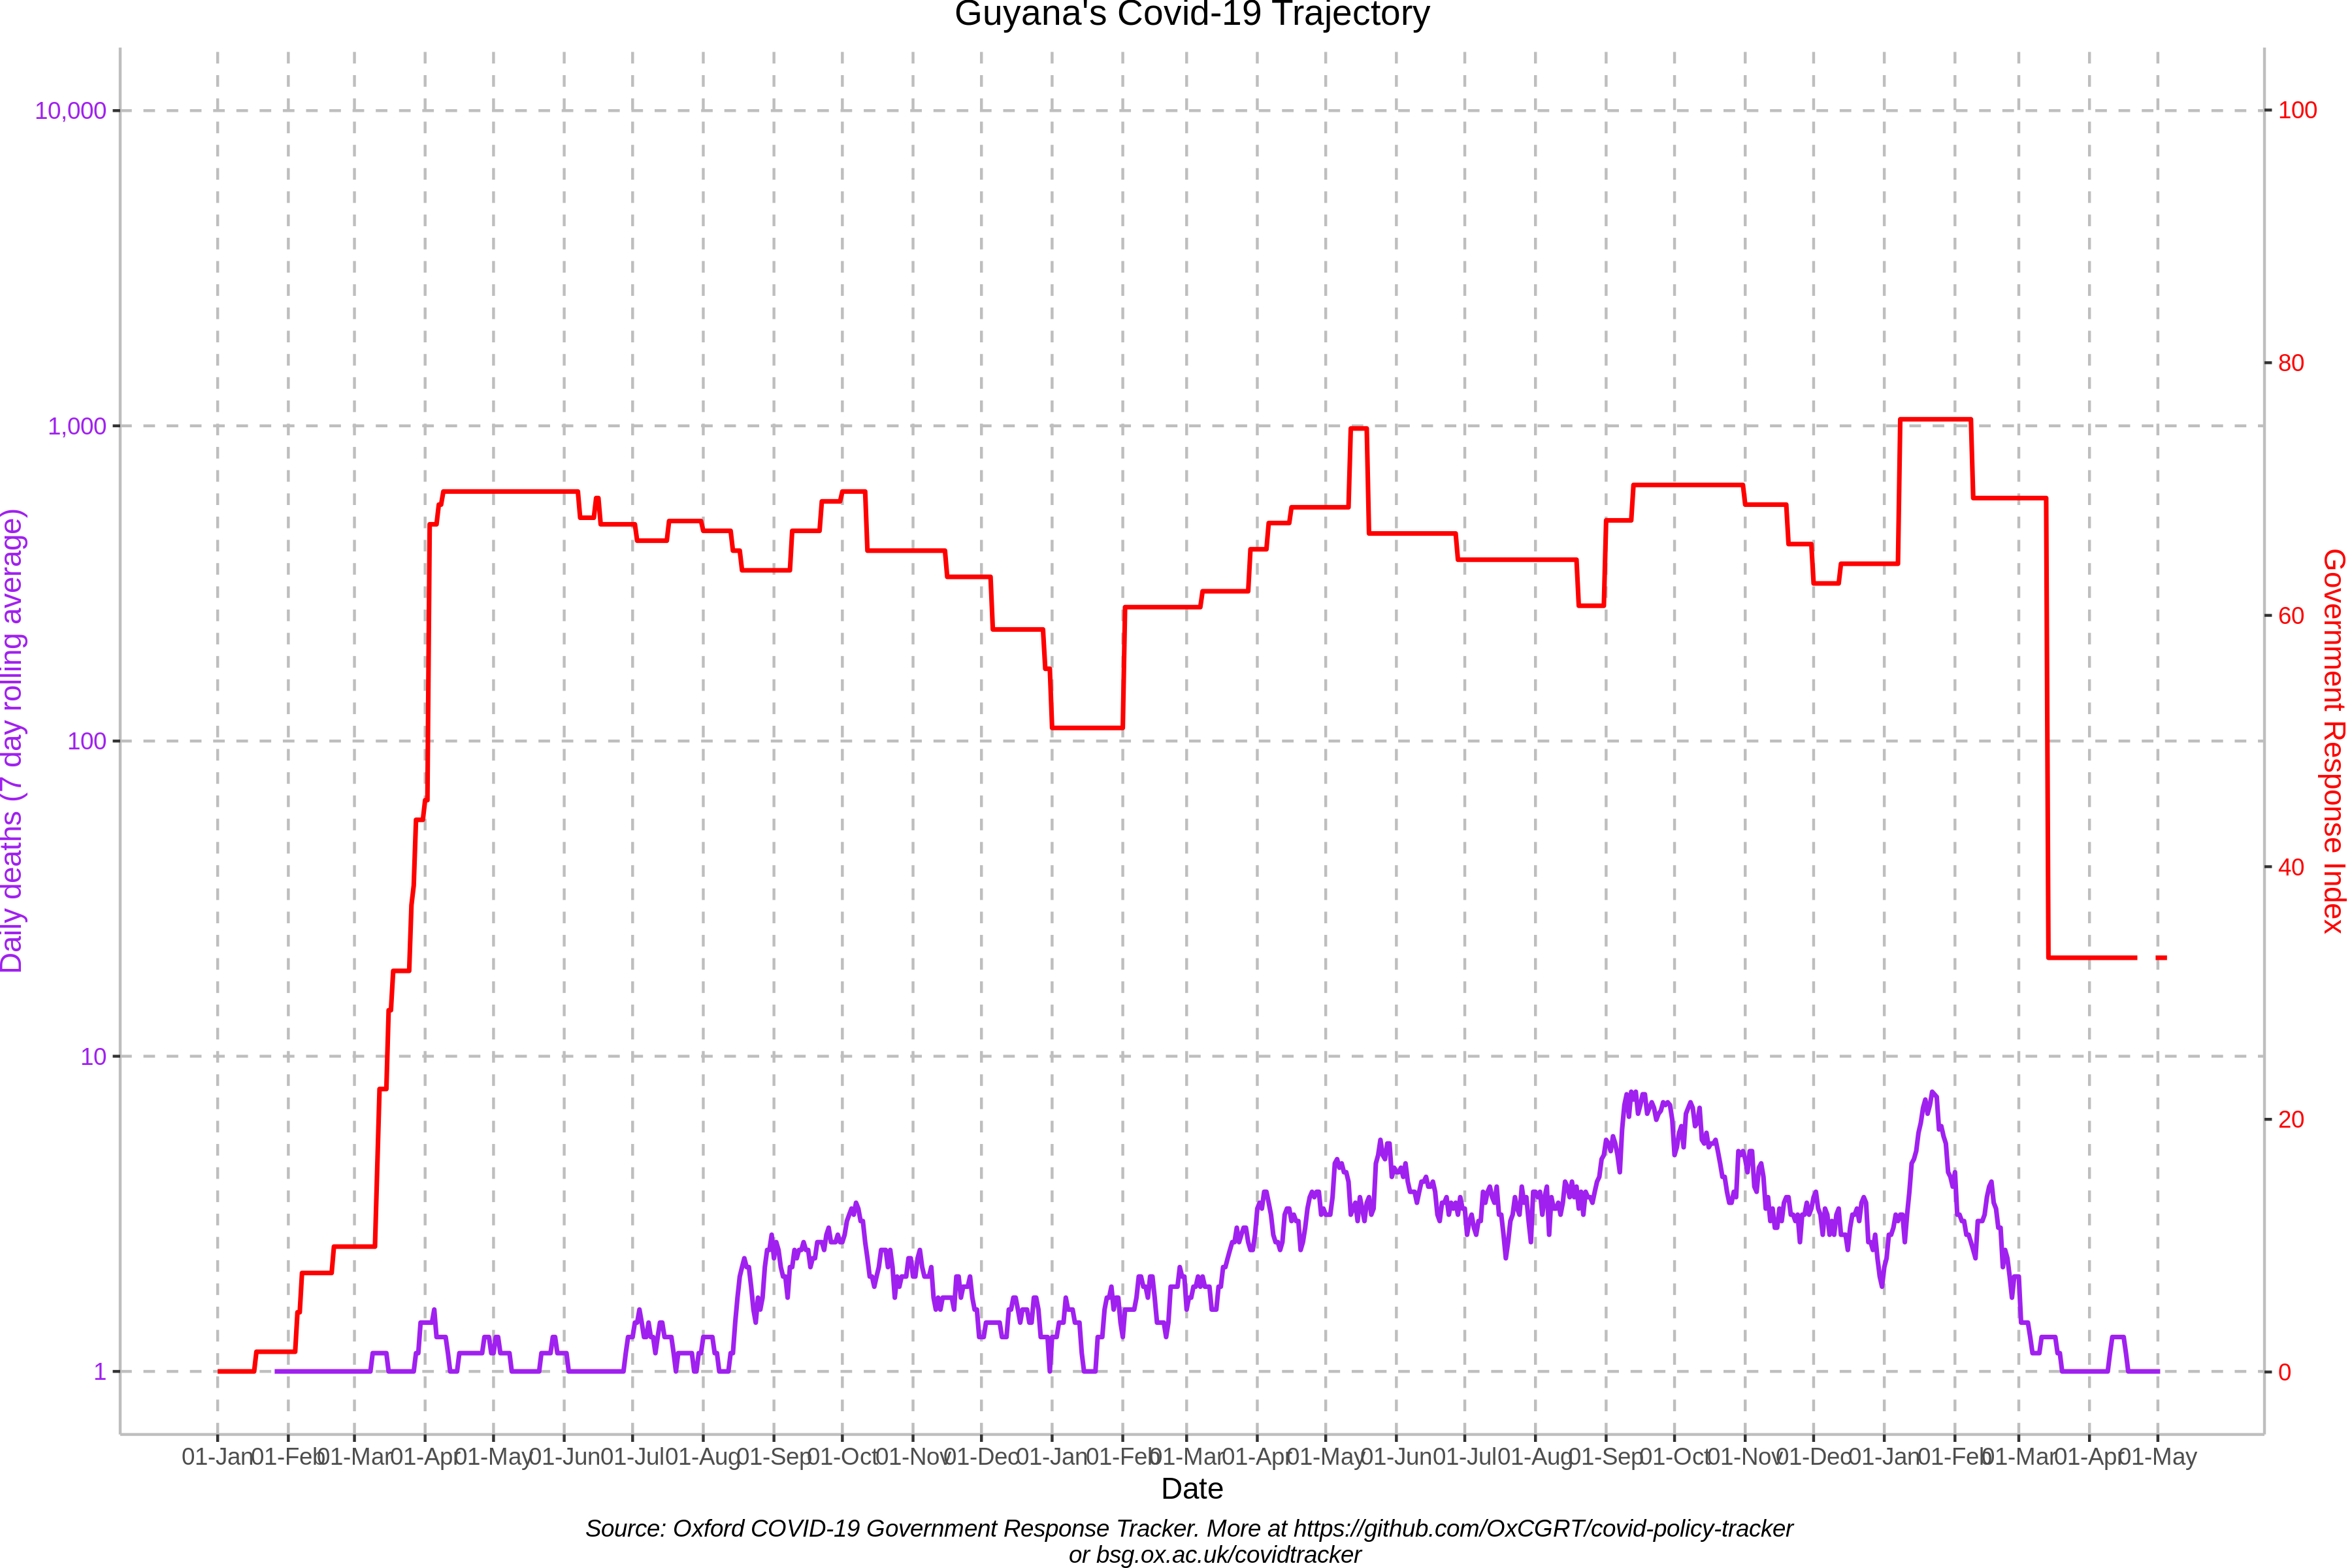 Guyana's Covid-19 Trajectory
10,000
1,000
100
10
1
Daily deaths (7 day rolling average)
100
80
60
40
20
0
Government Response Index
01-Jan 01-Feb 01-Mar 01-Apr 01-May 01-Jun 01-Jul 01-Aug 01-Sep 01-Oct 01-Nov 01-Dec 01-Jan 01-Feb 01-Mar 01-Apr 01-May 01-Jun 01-Jul 01-Aug 01-Sep 01-Oct 01-Nov 01-Dec 01-Jan 01-Feb 01-Mar 01-Apr 01-May
Date
Source: Oxford COVID-19 Government Response Tracker. More at https://github.com/OxCGRT/covid-policy-tracker
or bsg.ox.ac.uk/covidtracker